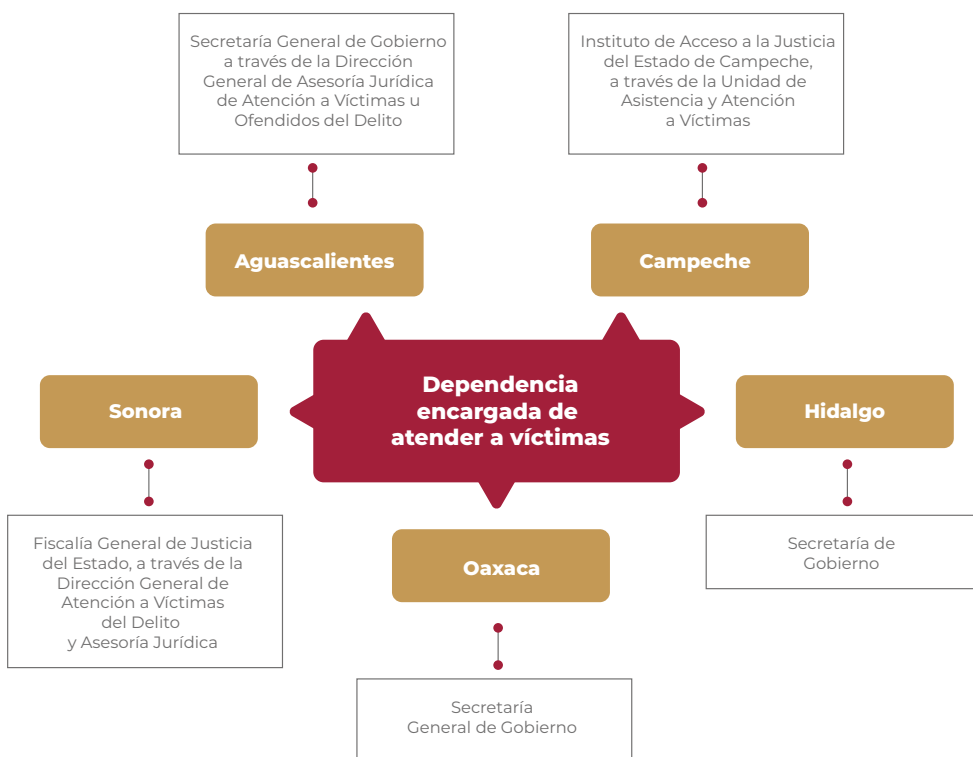 Secretaría General de Gobierno
a través de la Dirección
General de Asesoría Jurídica
de Atención a Víctimas u
Ofendidos del Delito
Instituto de Acceso a la Justicia
del Estado de Campeche,
a través de la Unidad de
Asistencia y Atención
a Víctimas
Aguascalientes
Campeche
Dependencia
encargada de
atender a víctimas
Sonora
Hidalgo
Fiscalía General de Justicia
del Estado, a través de la
Dirección General de
Atención a Víctimas
del Delito
y Asesoría Jurídica
Oaxaca
Secretaría de
Gobierno
Secretaría
General de Gobierno